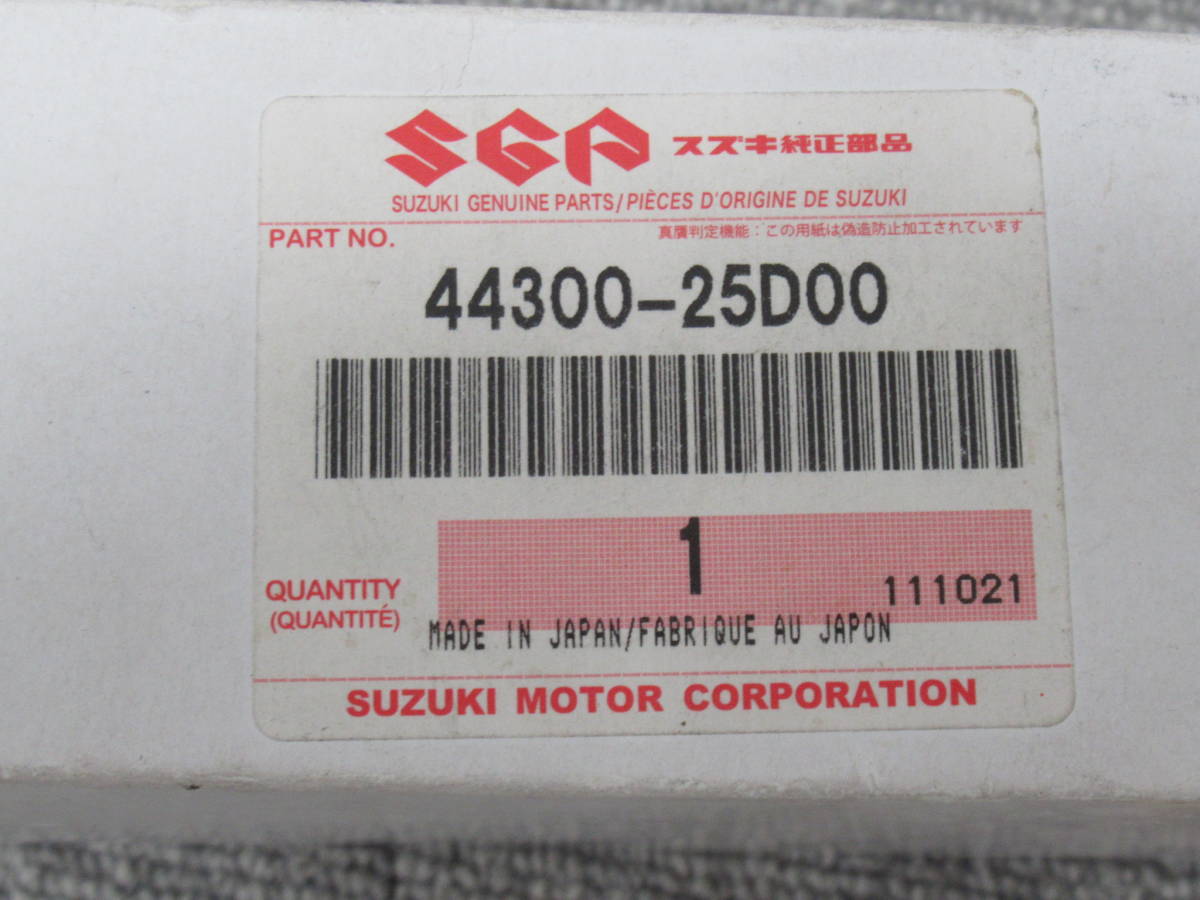 SGP スズキ純正部品
SUZUKI GENUINE PARTS/PIÈCES D'ORIGINE DE SUZUKI
PART NO.
真贋判定機能：この用紙は偽造防止加工されています
44300-25D00
1
QUANTITY
(QUANTITÉ)
111021
MADE IN JAPAN/FABRIQUE AU JAPON
SUZUKI MOTOR CORPORATION